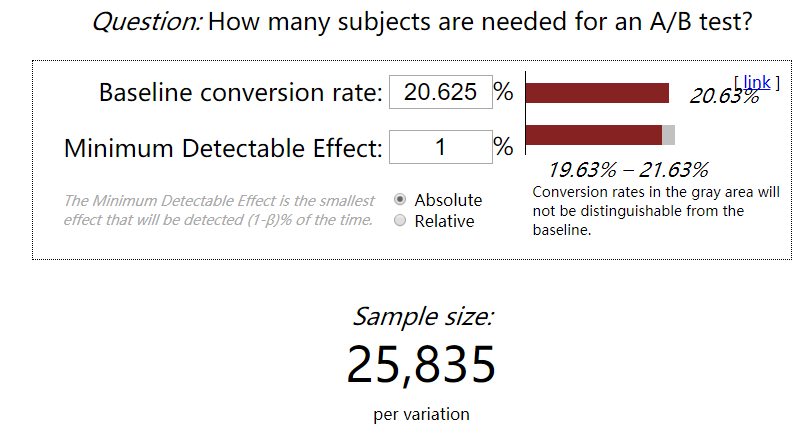 Question: How many subjects are needed for an A/B test?
[ link ]
Baseline conversion rate: 20.625 %
20.63%
Minimum Detectable Effect: 1 %
19.63% – 21.63%
The Minimum Detectable Effect is the smallest
effect that will be detected (1-β)% of the time.
Absolute
Relative
Conversion rates in the gray area will
not be distinguishable from the
baseline.
Sample size:
25,835
per variation